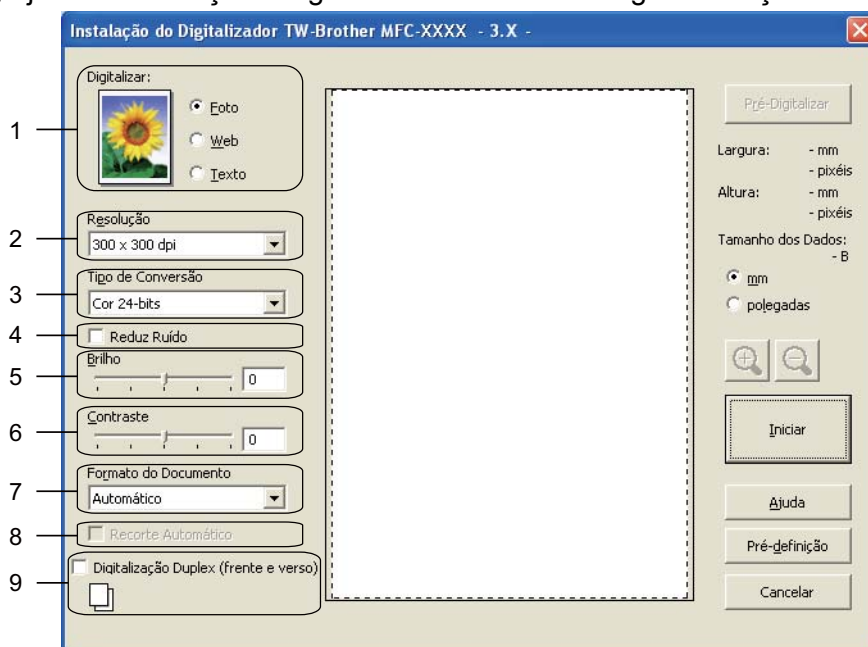 Instalação do Digitalizador TW-Brother MFC-XXXX - 3.X -
Digitalizar:
1
Foto
Web
Texto
2
Resolução
300 x 300 dpi
3
Tipo de Conversão
Cor 24-bits
4
Reduz Ruído
5
Brilho
0
6
Contraste
0
7
Formato do Documento
Automático
8
Recorte Automático
9
Digitalização Duplex (frente e verso)
Pré-Digitalizar
Largura: - mm
- pixéis
Altura: - mm
- pixéis
Tamanho dos Dados:
- B
mm
polegadas
Iniciar
Ajuda
Pré-definição
Cancelar